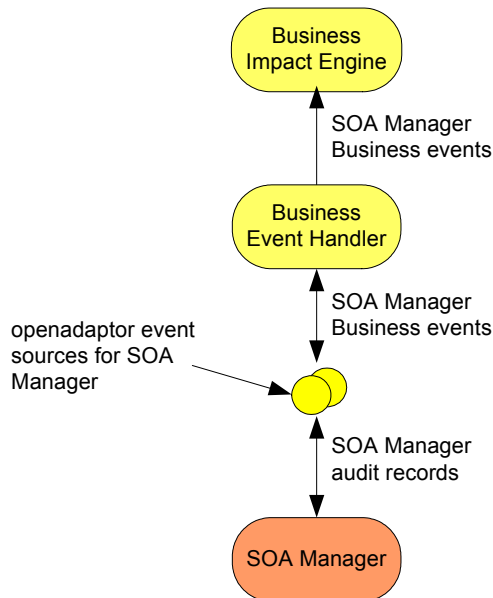 Business
Impact Engine
SOA Manager
Business events
Business
Event Handler
SOA Manager
Business events
openadaptor event
sources for SOA
Manager
SOA Manager
audit records
SOA Manager